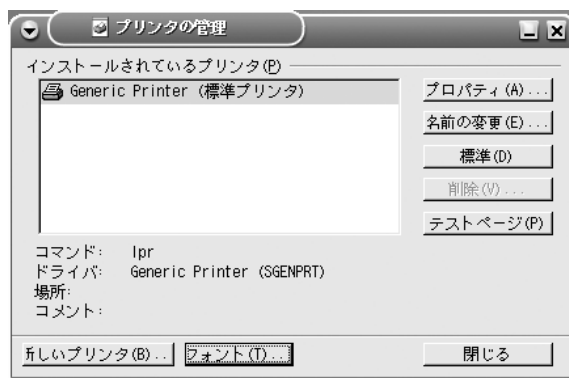 プリンタの管理
インストールされているプリンタ(P)
Generic Printer (標準プリンタ)
プロパティ(A)...
名前の変更(E)...
標準(D)
削除(V)...
テストページ(P)
コマンド: lpr
ドライバ: Generic Printer (SGENPRT)
場所:
コメント:
しいプリンタ(B)..
フォント(T)...
閉じる